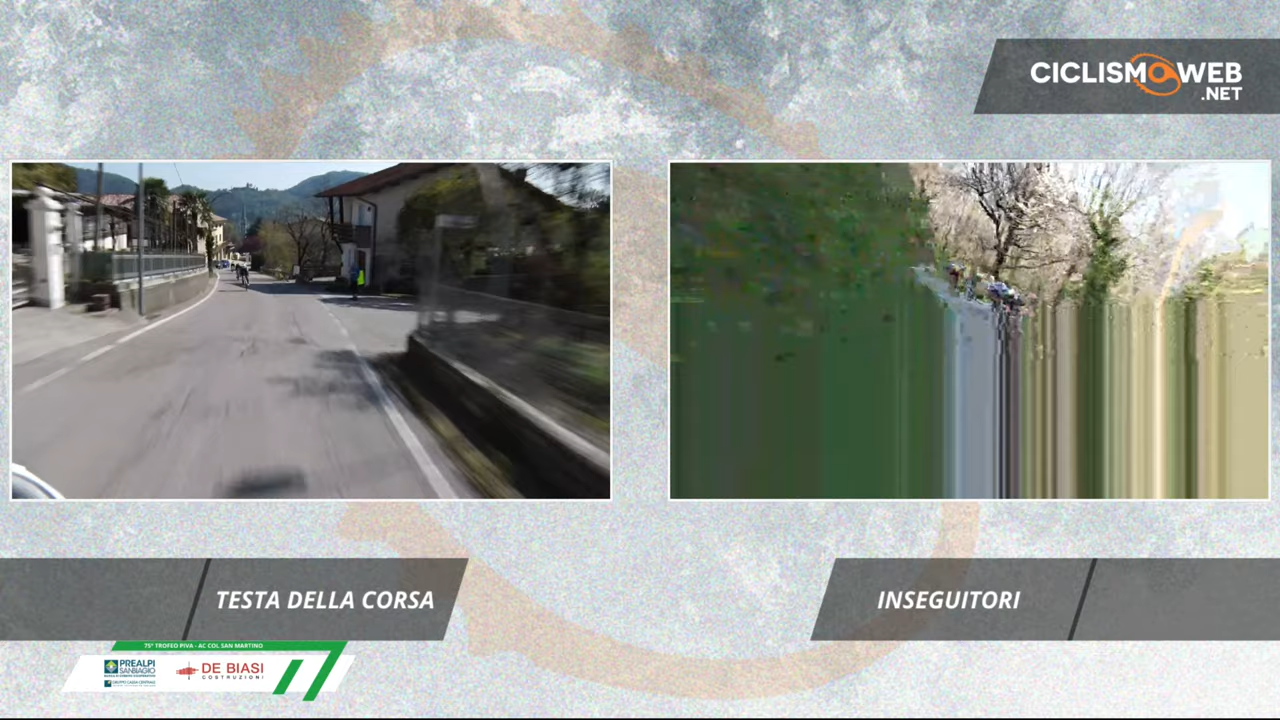 CICLISMOWEB
.NET
TESTA DELLA CORSA
INSEGUITORI
75° TROFEO PIVA - AC COL SAN MARTINO
PREALPI
SANBIAGIO
DE BIASI
COSTRUZIONI